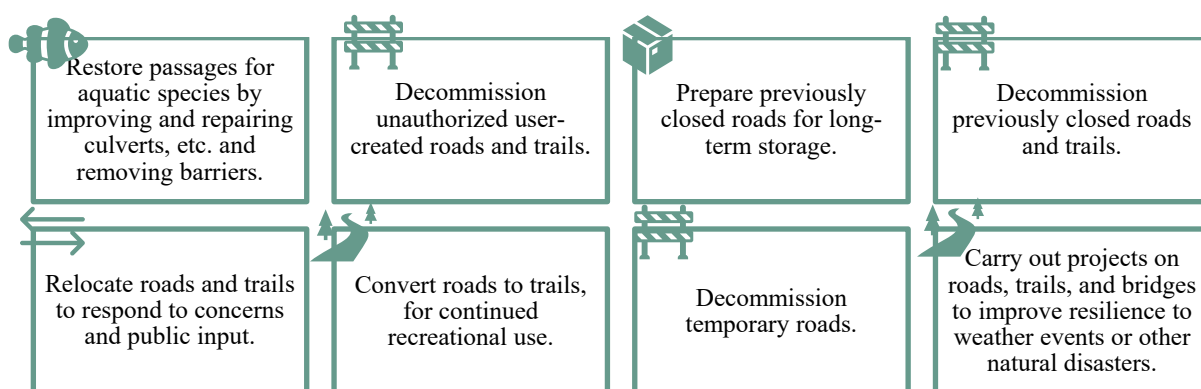 Restore passages for
aquatic species by
improving and repairing
culverts, etc. and
removing barriers.
Decommission
unauthorized user-
created roads and trails.
Prepare previously
closed roads for long-
term storage.
Decommission
previously closed roads
and trails.
Relocate roads and trails
to respond to concerns
and public input.
Convert roads to trails,
for continued
recreational use.
Decommission
temporary roads.
Carry out projects on
roads, trails, and bridges
to improve resilience to
weather events or other
natural disasters.